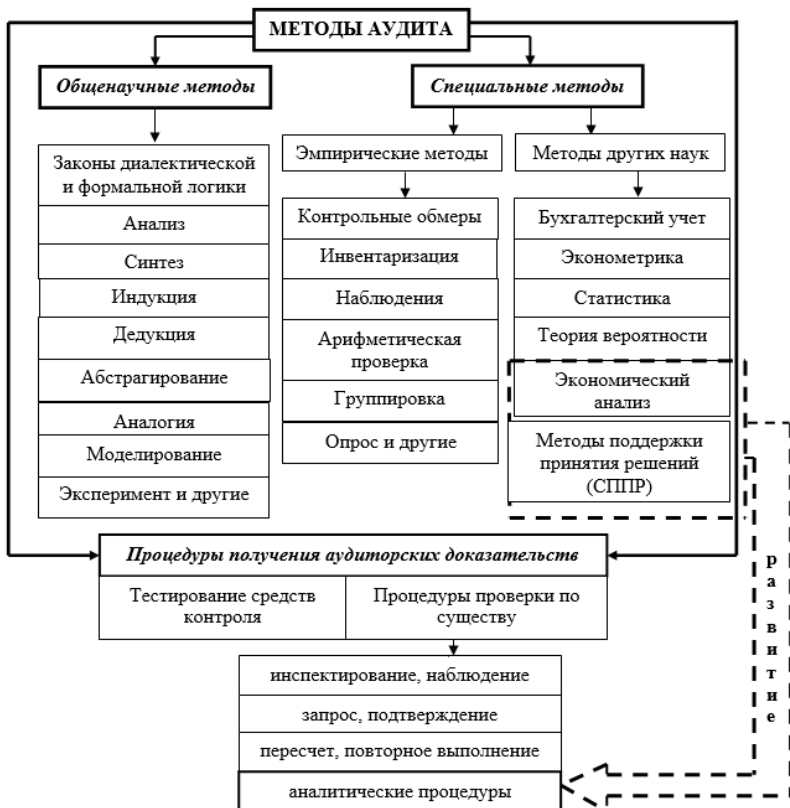 МЕТОДЫ АУДИТА
Общенаучные методы
Специальные методы
Законы диалектической
и формальной логики
Анализ
Синтез
Индукция
Дедукция
Абстрагирование
Аналогия
Моделирование
Эксперимент и другие
Эмпирические методы
Контрольные обмеры
Инвентаризация
Наблюдения
Арифметическая
проверка
Группировка
Опрос и другие
Методы других наук
Бухгалтерский учет
Эконометрика
Статистика
Теория вероятности
Экономический
анализ
Методы поддержки
принятия решений
(СППР)
развитие
Процедуры получения аудиторских доказательств
Тестирование средств
контроля
Процедуры проверки по
существу
инспектирование, наблюдение
запрос, подтверждение
пересчет, повторное выполнение
аналитические процедуры